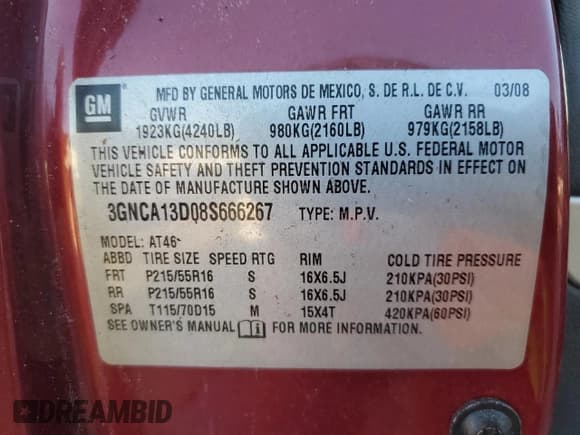 GM
MFD BY GENERAL MOTORS DE MEXICO, S. DE R.L. DE C.V. 03/08
GVWR GAWR FRT GAWR RR
1923KG(4240LB) 980KG(2160LB) 979KG(2158LB)
THIS VEHICLE CONFORMS TO ALL APPLICABLE U.S. FEDERAL MOTOR
VEHICLE SAFETY AND THEFT PREVENTION STANDARDS IN EFFECT ON
THE DATE OF MANUFACTURE SHOWN ABOVE.
3GNCA13D08S666267 TYPE: M.P.V.
MODEL: AT46
ABBD TIRE SIZE SPEED RTG RIM COLD TIRE PRESSURE
FRT P215/55R16 S 16X6.5J 210KPA(30PSI)
RR P215/55R16 S 16X6.5J 210KPA(30PSI)
SPA T115/70D15 M 15X4T 420KPA(60PSI)
SEE OWNER'S MANUAL FOR MORE INFORMATION.
DREAMBID